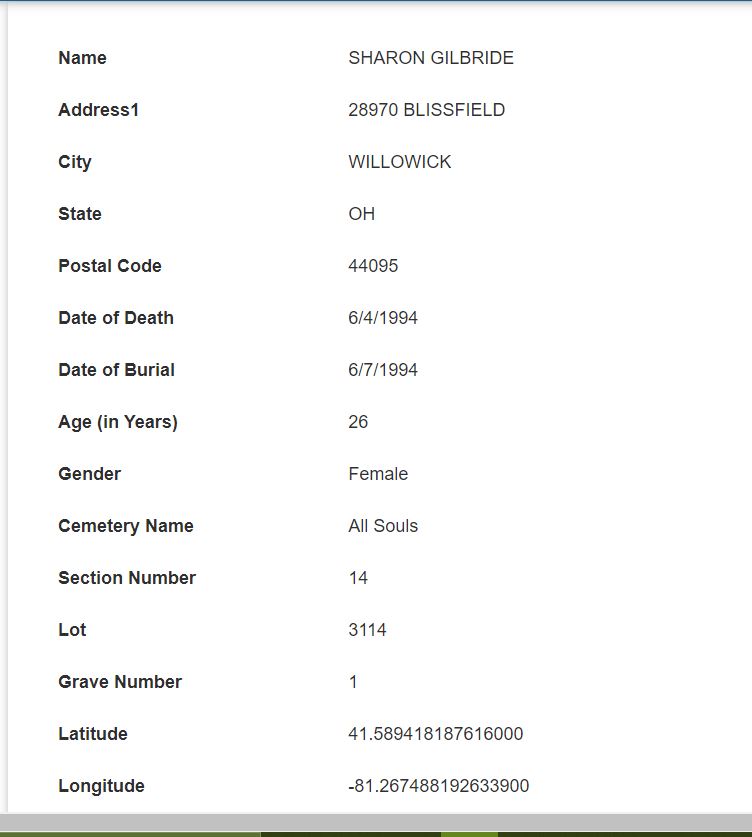 Name SHARON GILBRIDE
Address1 28970 BLISSFIELD
City WILLOWICK
State OH
Postal Code 44095
Date of Death 6/4/1994
Date of Burial 6/7/1994
Age (in Years) 26
Gender Female
Cemetery Name All Souls
Section Number 14
Lot 3114
Grave Number 1
Latitude 41.589418187616000
Longitude -81.267488192633900